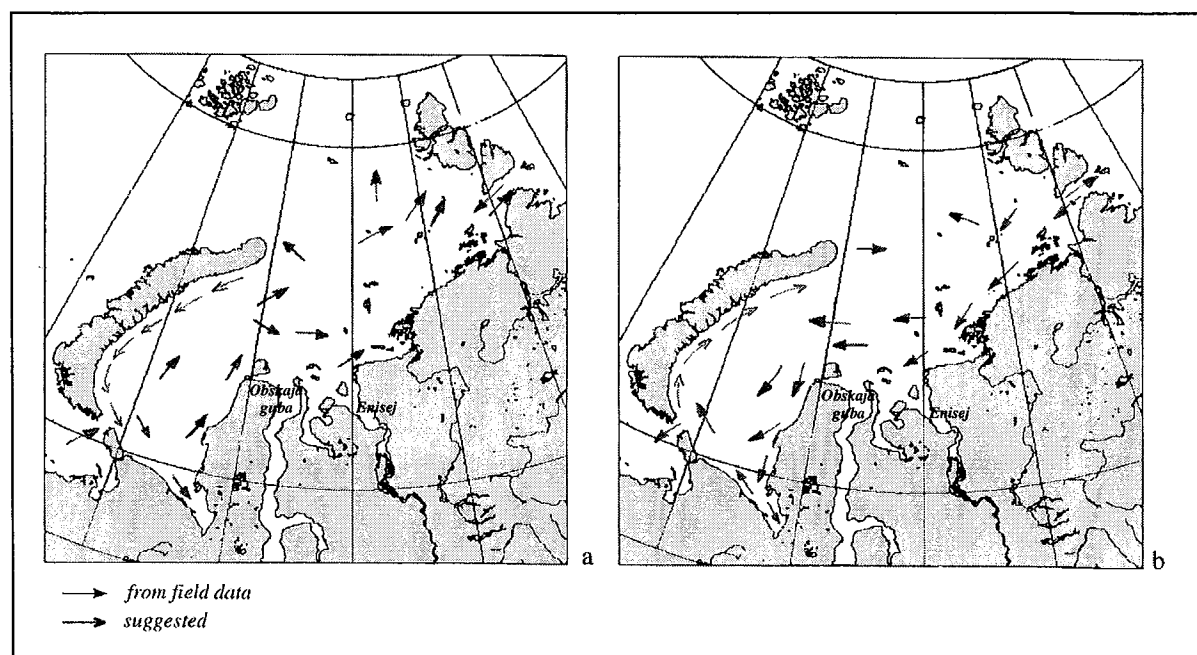 Obskaja
guba
Enisej
a
Obskaja
guba
Enisej
b
from field data
suggested